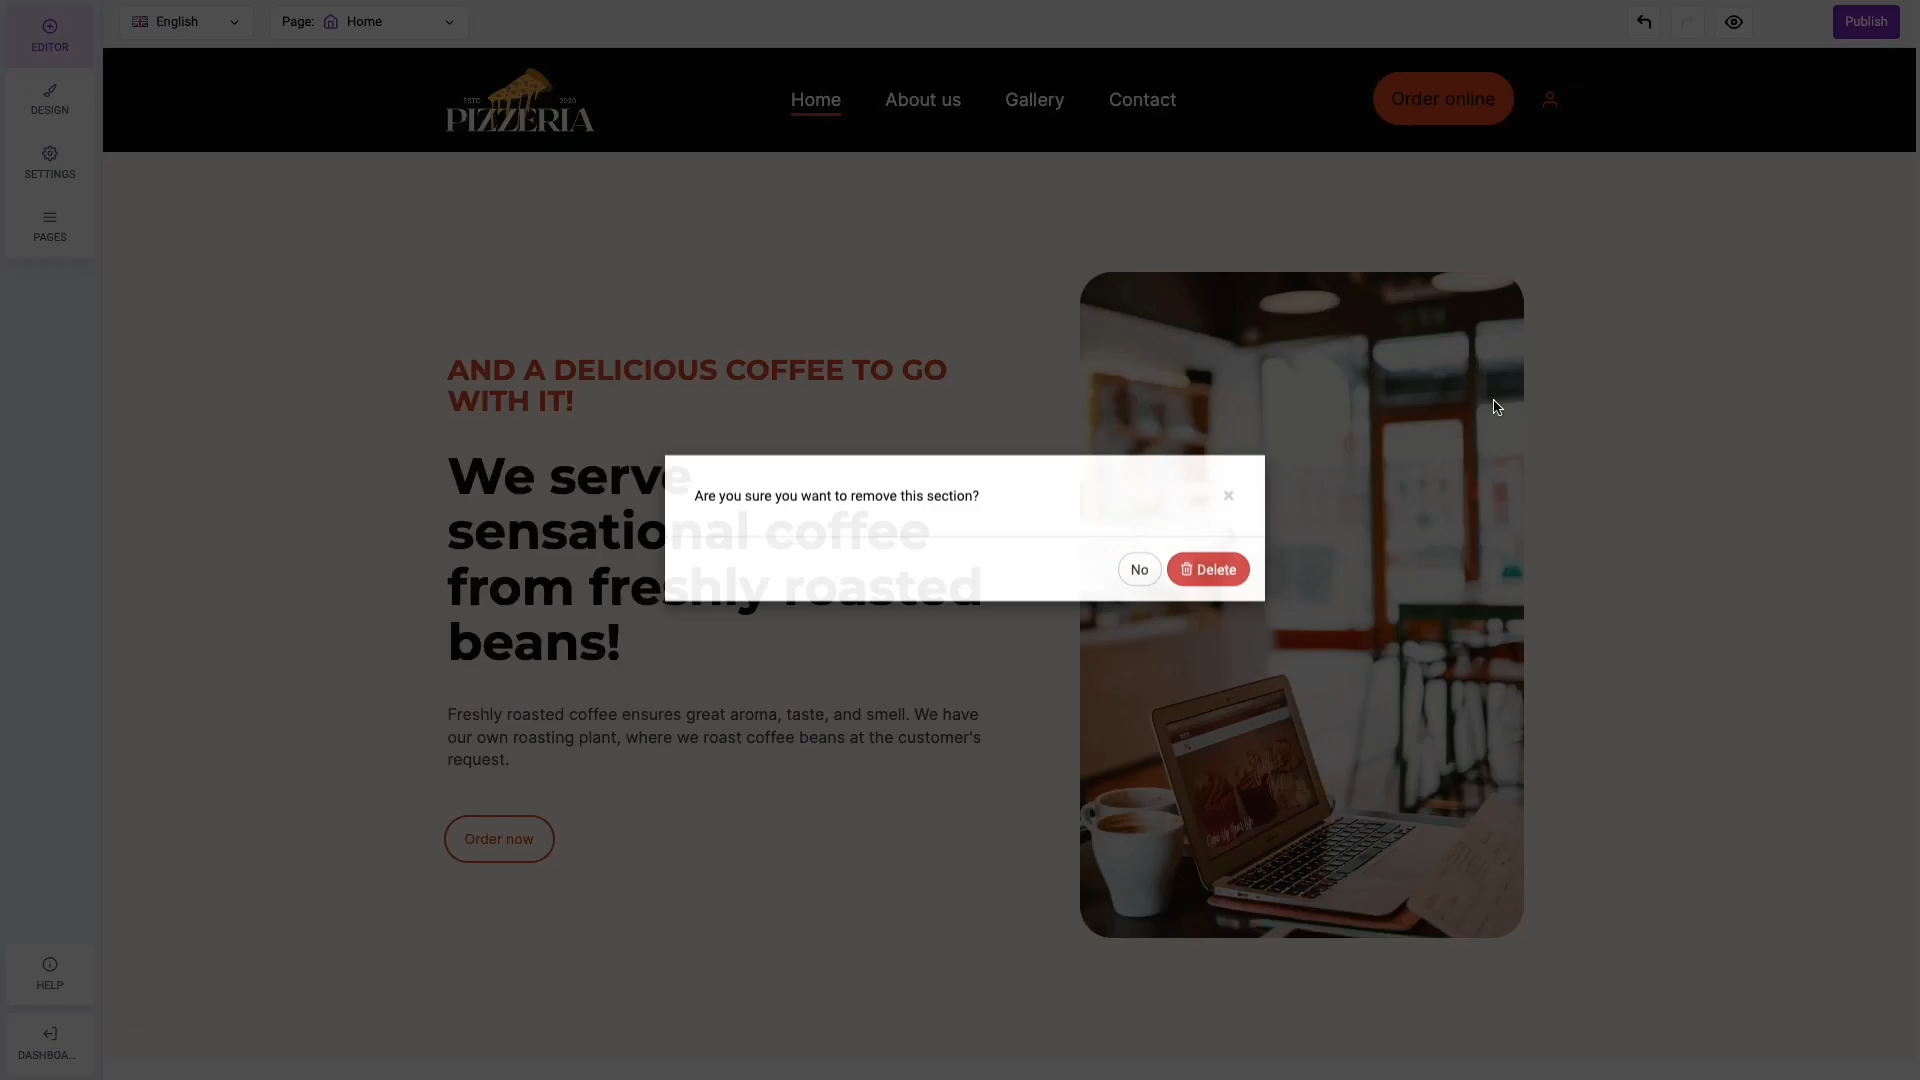 English
Page: Home
Publish
EDITOR
DESIGN
SETTINGS
PAGES
HELP
DASHBOA...
ESTD 2020
PIZZERIA
Home
About us
Gallery
Contact
Order online
AND A DELICIOUS COFFEE TO GO
WITH IT!
We serve
sensational coffee
from freshly roasted
beans!
Are you sure you want to remove this section?
No
Delete
Freshly roasted coffee ensures great aroma, taste, and smell. We have
our own roasting plant, where we roast coffee beans at the customer's
request.
Order now